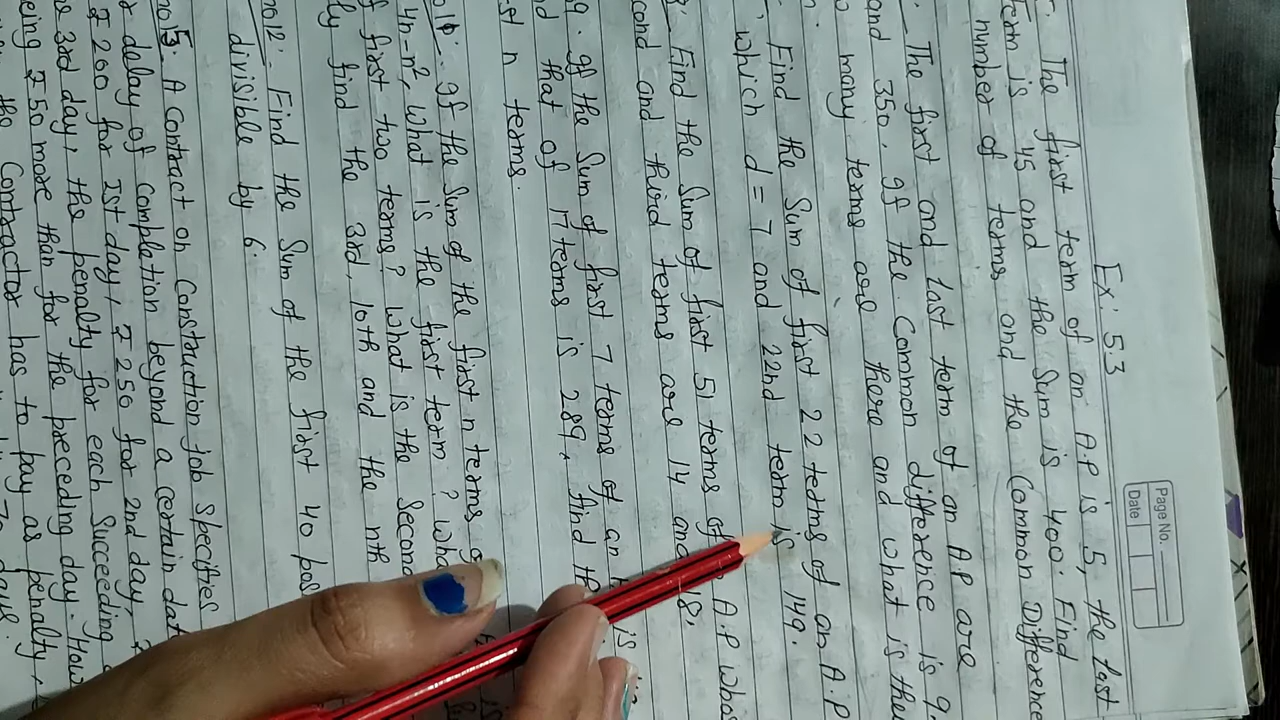 Page No.
Date
Ex: 5.3
The first term of an A.P is 5, the last
term is 45 and the sum is 400. Find
number of terms and the Common Difference
The first and last term of an AP are
and 350. If the Common difference is 9.
many terms are there and what is their
Find the Sum of first 22 terms of an A.P
which d = 7 and 22nd term is 149.
Find the Sum of first 51 terms of A.P whos
second and third terms are 14 and 18.
9. If the Sum of first 7 terms of an is
that of 17 terms is 289, find
n terms.
If the Sum of the first n terms
4n-n², what is the first term? wha
first two terms? what is the Second
find the 3rd, 10th and the nth
12. Find the Sum of the first 40 pos
divisible by 6.
A Contract on Construction job Specifies
delay of completion beyond a certain dat
₹ 200 for 1st day, ₹ 250 for 2nd day,
3rd day, the penalty for each Succeeding
being ₹ 50 more than for the preceding day. How
the Contractor has to pay as penalty,
days.